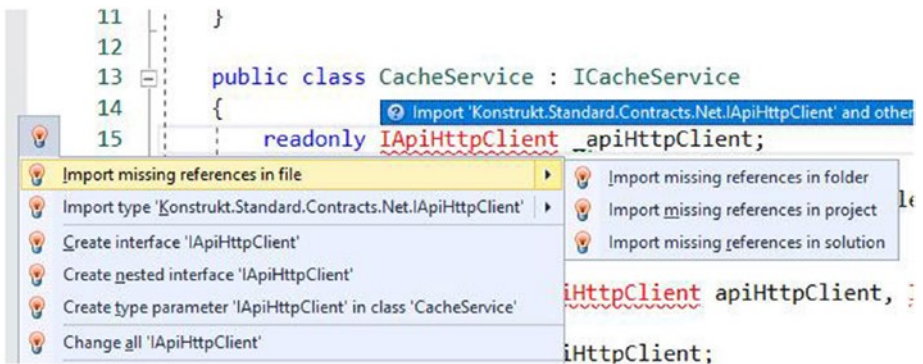 11 }
12
13 public class CacheService : ICacheService
14 {
Import 'Konstrukt.Standard.Contracts.Net.IApiHttpClient' and other
15 readonly IApiHttpClient _apiHttpClient;
Import missing references in file
Import missing references in folder
Import type 'Konstrukt.Standard.Contracts.Net.IApiHttpClient'
Import missing references in project
Create interface 'IApiHttpClient'
Import missing references in solution
Create nested interface 'IApiHttpClient'
Create type parameter 'IApiHttpClient' in class 'CacheService'
iHttpClient apiHttpClient,
Change all 'IApiHttpClient'
iHttpClient;